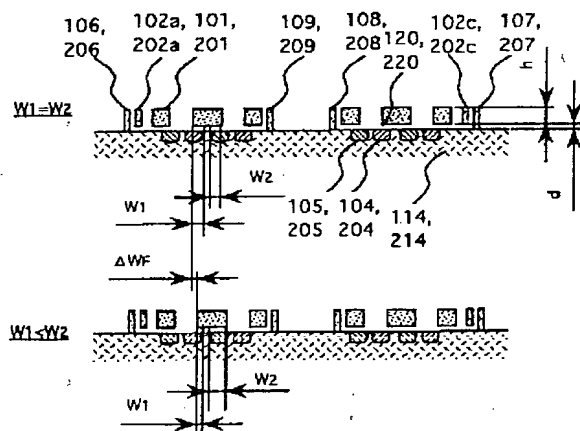 106, 206
102a, 202a
101, 201
109, 209
108, 208
120, 220
102c, 202c
107, 207
W1=W2
h
d
W2
W1
105, 205
104, 204
114, 214
ΔWF
W1<W2
W2
W1